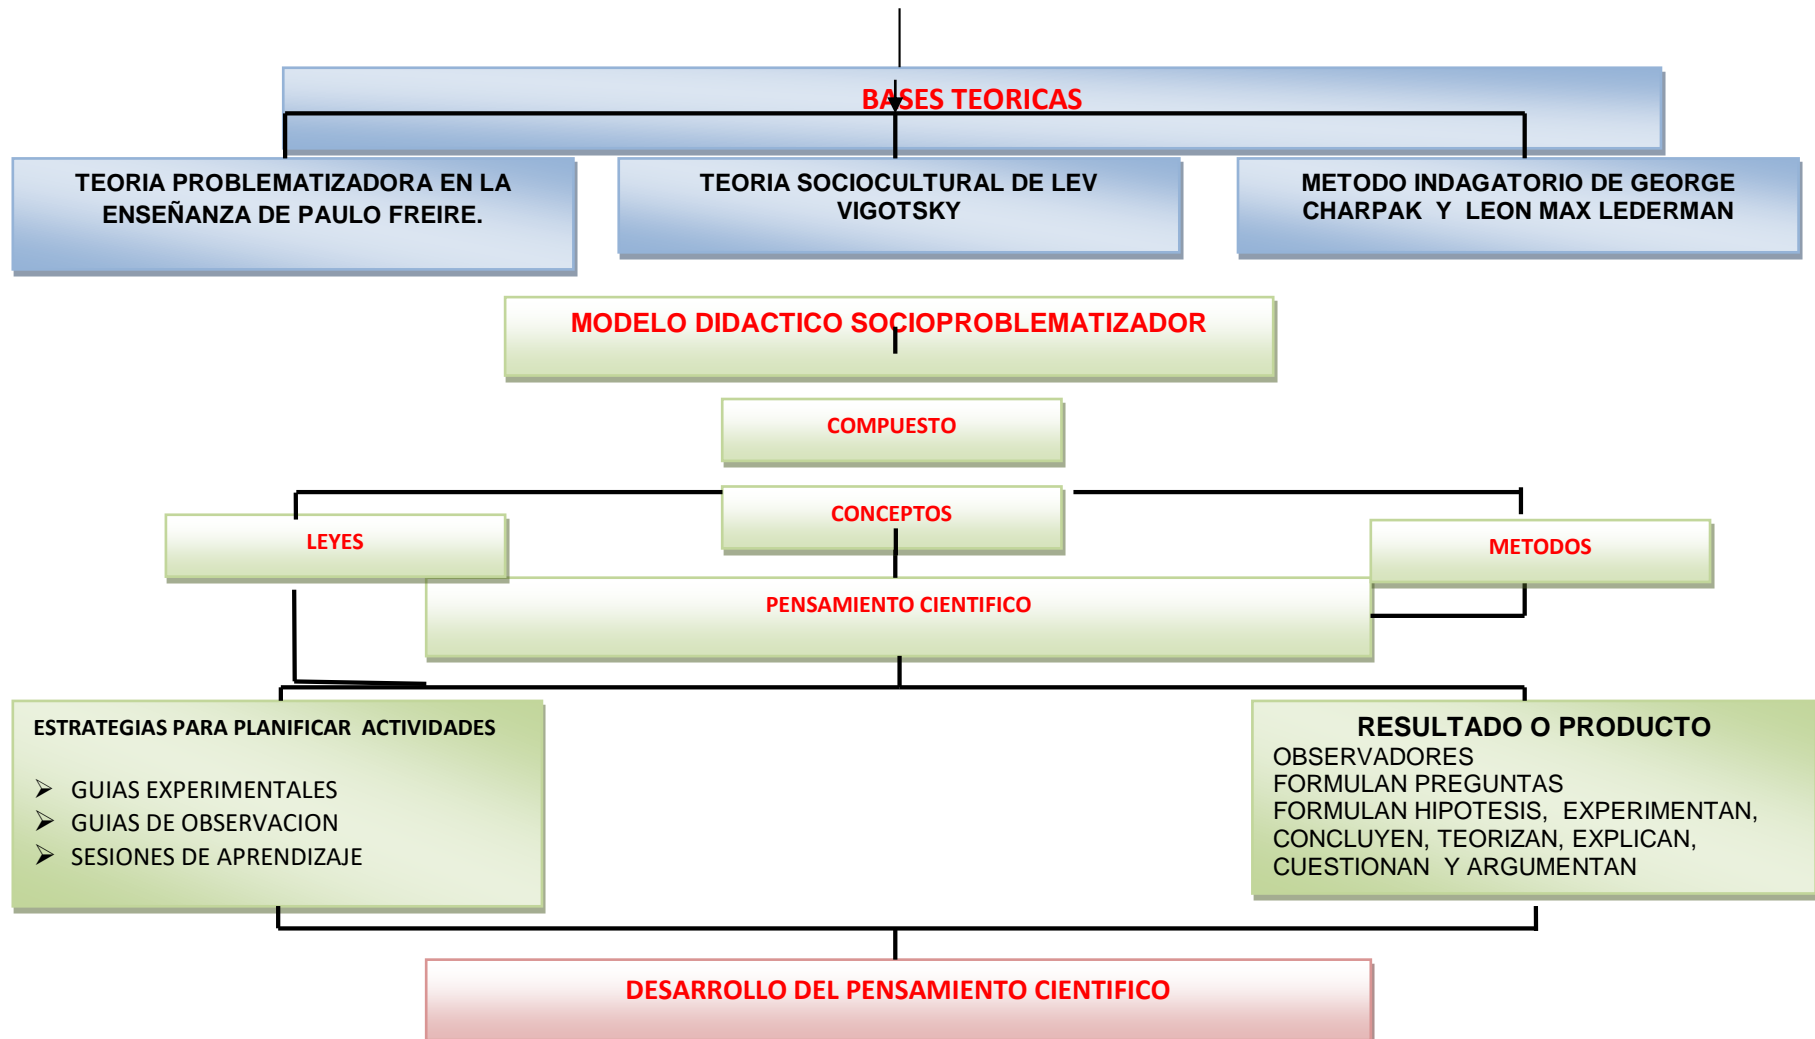 BASES TEORICAS
TEORIA PROBLEMATIZADORA EN LA
ENSEÑANZA DE PAULO FREIRE.
TEORIA SOCIOCULTURAL DE LEV
VIGOTSKY
METODO INDAGATORIO DE GEORGE
CHARPAK Y LEON MAX LEDERMAN
MODELO DIDACTICO SOCIOPROBLEMATIZADOR
COMPUESTO
LEYES
CONCEPTOS
METODOS
PENSAMIENTO CIENTIFICO
ESTRATEGIAS PARA PLANIFICAR ACTIVIDADES
➢ GUIAS EXPERIMENTALES
➢ GUIAS DE OBSERVACION
➢ SESIONES DE APRENDIZAJE
RESULTADO O PRODUCTO
OBSERVADORES
FORMULAN PREGUNTAS
FORMULAN HIPOTESIS, EXPERIMENTAN,
CONCLUYEN, TEORIZAN, EXPLICAN,
CUESTIONAN Y ARGUMENTAN
DESARROLLO DEL PENSAMIENTO CIENTIFICO